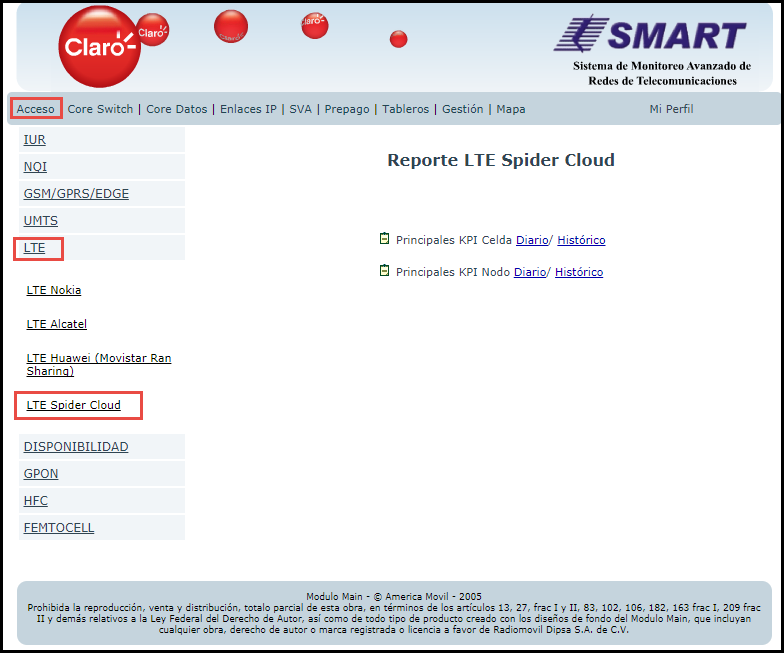 Claro
Claro
Claro
SMART
Sistema de Monitoreo Avanzado de
Redes de Telecomunicaciones
Acceso | Core Switch | Core Datos | Enlaces IP | SVA | Prepago | Tableros | Gestión | Mapa
Mi Perfil
IUR
NQI
GSM/GPRS/EDGE
UMTS
LTE
LTE Nokia
LTE Alcatel
LTE Huawei (Movistar Ran
Sharing)
LTE Spider Cloud
DISPONIBILIDAD
GPON
HFC
FEMTOCELL
Reporte LTE Spider Cloud
Principales KPI Celda Diario/ Histórico
Principales KPI Nodo Diario/ Histórico
Modulo Main - © America Movil - 2005
Prohibida la reproducción, venta y distribución, totalo parcial de esta obra, en términos de los artículos 13, 27, frac I y II, 83, 102, 106, 182, 163 frac I, 209 frac
II y demás relativos a la Ley Federal del Derecho de Autor, así como de todo tipo de producto creado con los diseños de fondo del Modulo Main, que incluyan
cualquier obra, derecho de autor o marca registrada o licencia a favor de Radiomovil Dipsa S.A. de C.V.